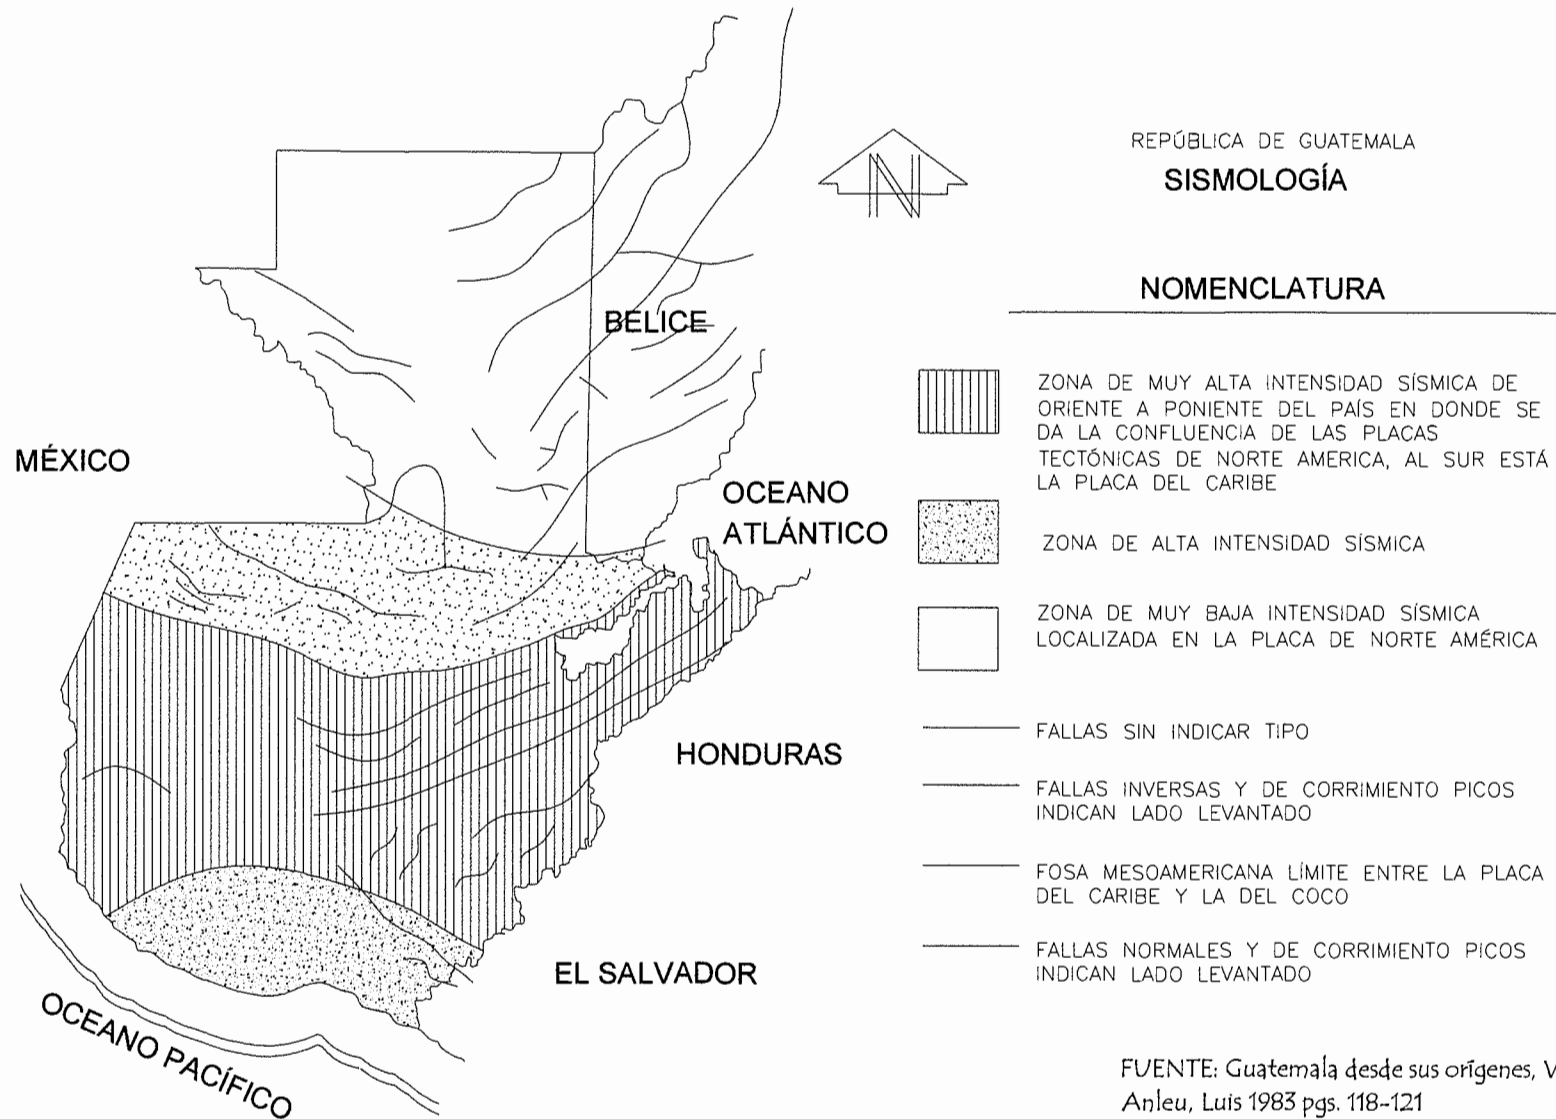 REPÚBLICA DE GUATEMALA
SISMOLOGÍA
N
NOMENCLATURA
BELICE
MÉXICO
OCEANO
ATLÁNTICO
HONDURAS
EL SALVADOR
OCEANO PACÍFICO
ZONA DE MUY ALTA INTENSIDAD SÍSMICA DE
ORIENTE A PONIENTE DEL PAÍS EN DONDE SE
DA LA CONFLUENCIA DE LAS PLACAS
TECTÓNICAS DE NORTE AMERICA, AL SUR ESTÁ
LA PLACA DEL CARIBE
ZONA DE ALTA INTENSIDAD SÍSMICA
ZONA DE MUY BAJA INTENSIDAD SÍSMICA
LOCALIZADA EN LA PLACA DE NORTE AMÉRICA
FALLAS SIN INDICAR TIPO
FALLAS INVERSAS Y DE CORRIMIENTO PICOS
INDICAN LADO LEVANTADO
FOSA MESOAMERICANA LÍMITE ENTRE LA PLACA
DEL CARIBE Y LA DEL COCO
FALLAS NORMALES Y DE CORRIMIENTO PICOS
INDICAN LADO LEVANTADO
FUENTE: Guatemala desde sus orígenes, V
Anleu, Luis 1983 pgs. 118-121